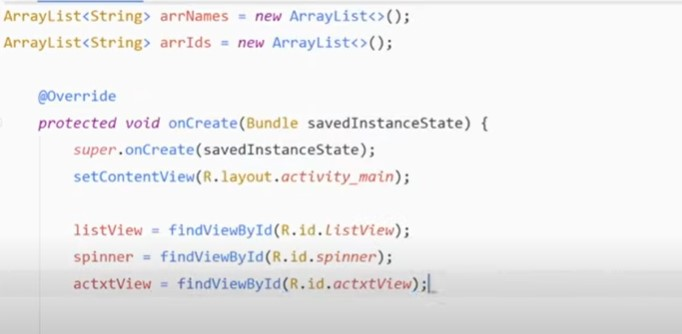 ArrayList<String> arrNames = new ArrayList<>();
ArrayList<String> arrIds = new ArrayList<>();
@Override
protected void onCreate(Bundle savedInstanceState) {
super.onCreate(savedInstanceState);
setContentView(R.layout.activity_main);
listView = findViewById(R.id.listView);
spinner = findViewById(R.id.spinner);
actxtView = findViewById(R.id.actxtView);